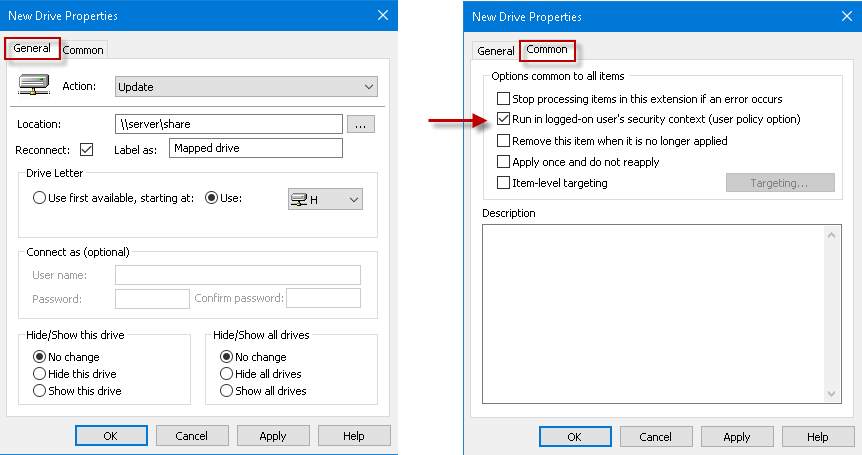 New Drive Properties
General Common
Action: Update
Location: \\server\share ...
Reconnect: Label as: Mapped drive
Drive Letter
Use first available, starting at: Use: H
Connect as (optional)
User name:
Password: Confirm password:
Hide/Show this drive
No change
Hide this drive
Show this drive
Hide/Show all drives
No change
Hide all drives
Show all drives
OK Cancel Apply Help
New Drive Properties
General Common
Options common to all items
Stop processing items in this extension if an error occurs
Run in logged-on user's security context (user policy option)
Remove this item when it is no longer applied
Apply once and do not reapply
Item-level targeting Targeting...
Description
OK Cancel Apply Help